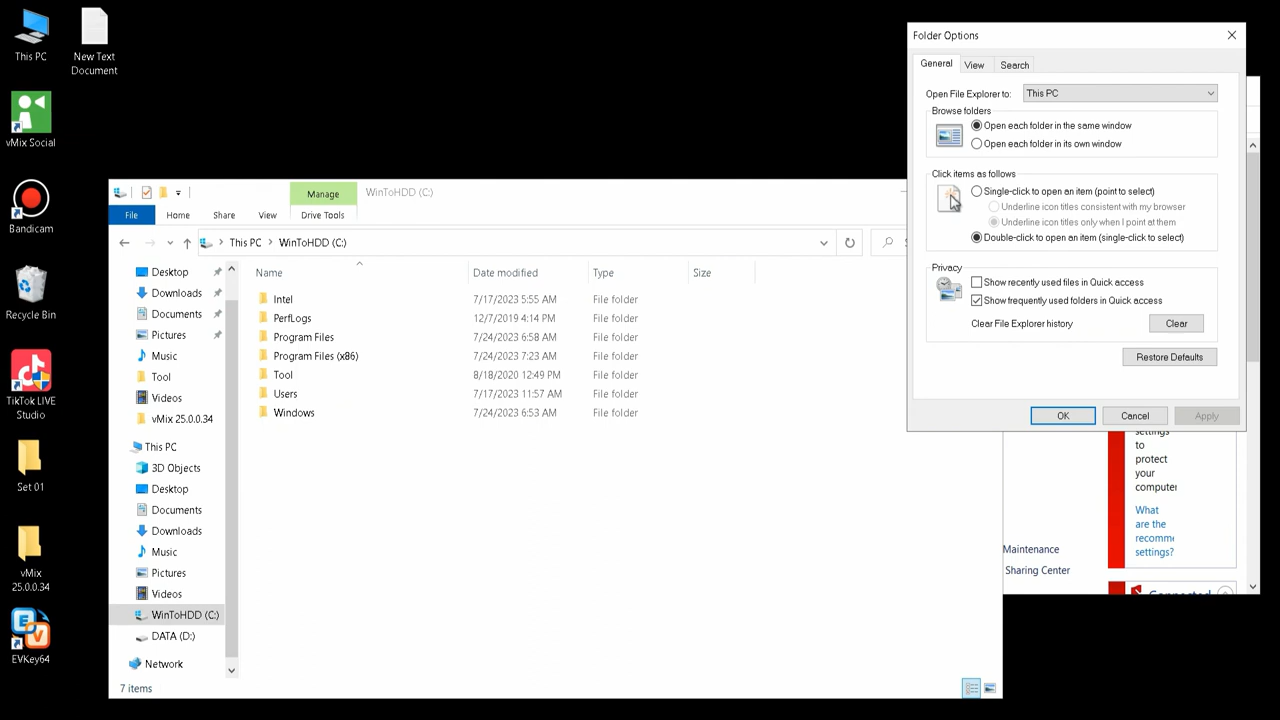 This PC
New Text
Document
vMix Social
Bandicam
Recycle Bin
TikTok LIVE
Studio
Set 01
vMix
25.0.0.34
EVKey64
Manage
WinToHDD (C:)
File
Home
Share
View
Drive Tools
This PC
WinToHDD (C:)
Name
Date modified
Type
Size
Desktop
Downloads
Documents
Pictures
Music
Tool
Videos
vMix 25.0.0.34
This PC
3D Objects
Desktop
Documents
Downloads
Music
Pictures
Videos
WinToHDD (C:)
DATA (D:)
Network
Intel 7/17/2023 5:55 AM File folder
PerfLogs 12/7/2019 4:14 PM File folder
Program Files 7/24/2023 6:58 AM File folder
Program Files (x86) 7/24/2023 7:23 AM File folder
Tool 8/18/2020 12:49 PM File folder
Users 7/17/2023 11:57 AM File folder
Windows 7/24/2023 6:53 AM File folder
7 items
Folder Options
General
View
Search
Open File Explorer to: This PC
Browse folders
Open each folder in the same window
Open each folder in its own window
Click items as follows
Single-click to open an item (point to select)
Underline icon titles consistent with my browser
Underline icon titles only when I point at them
Double-click to open an item (single-click to select)
Privacy
Show recently used files in Quick access
Show frequently used folders in Quick access
Clear File Explorer history
Clear
Restore Defaults
OK
Cancel
Apply
settings
to
protect
your
computer
What
are the
recomme
settings?
Maintenance
Sharing Center